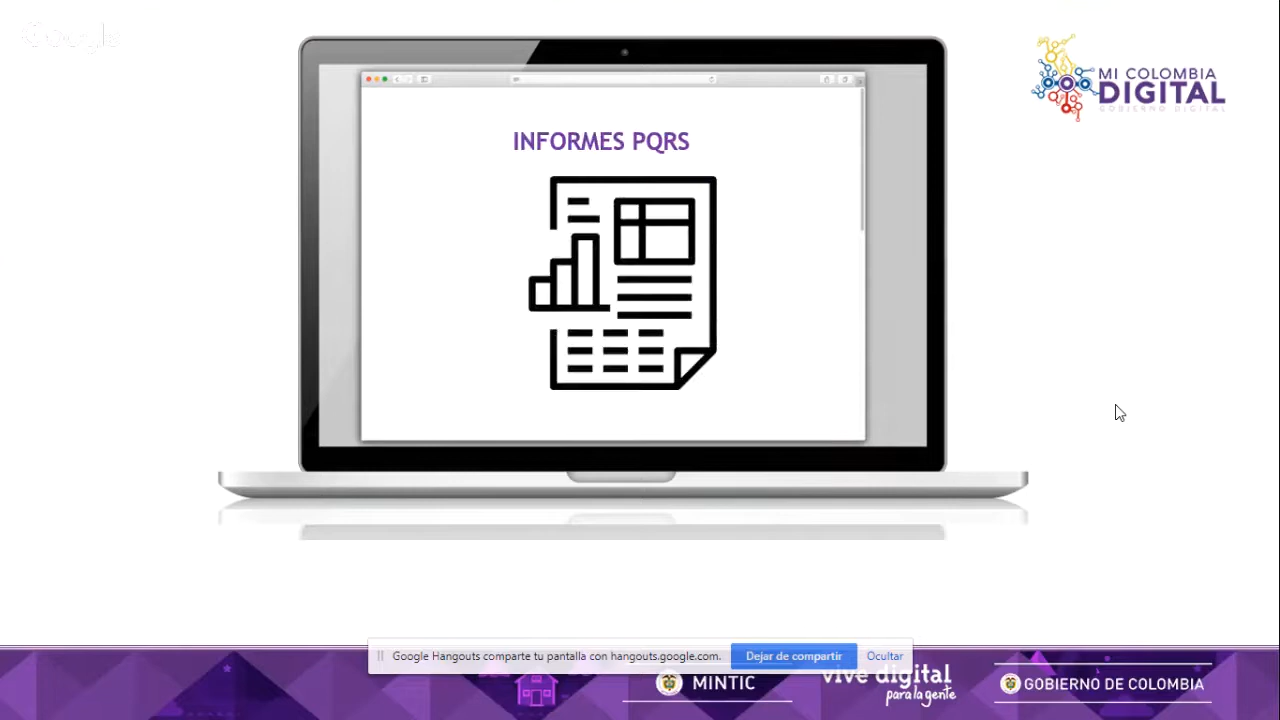 Google
MI COLOMBIA
DIGITAL
GOBIERNO DIGITAL
INFORMES PQRS
Google Hangouts comparte tu pantalla con hangouts.google.com.
Dejar de compartir
Ocultar
MINTIC
vive digital
para la gente
GOBIERNO DE COLOMBIA